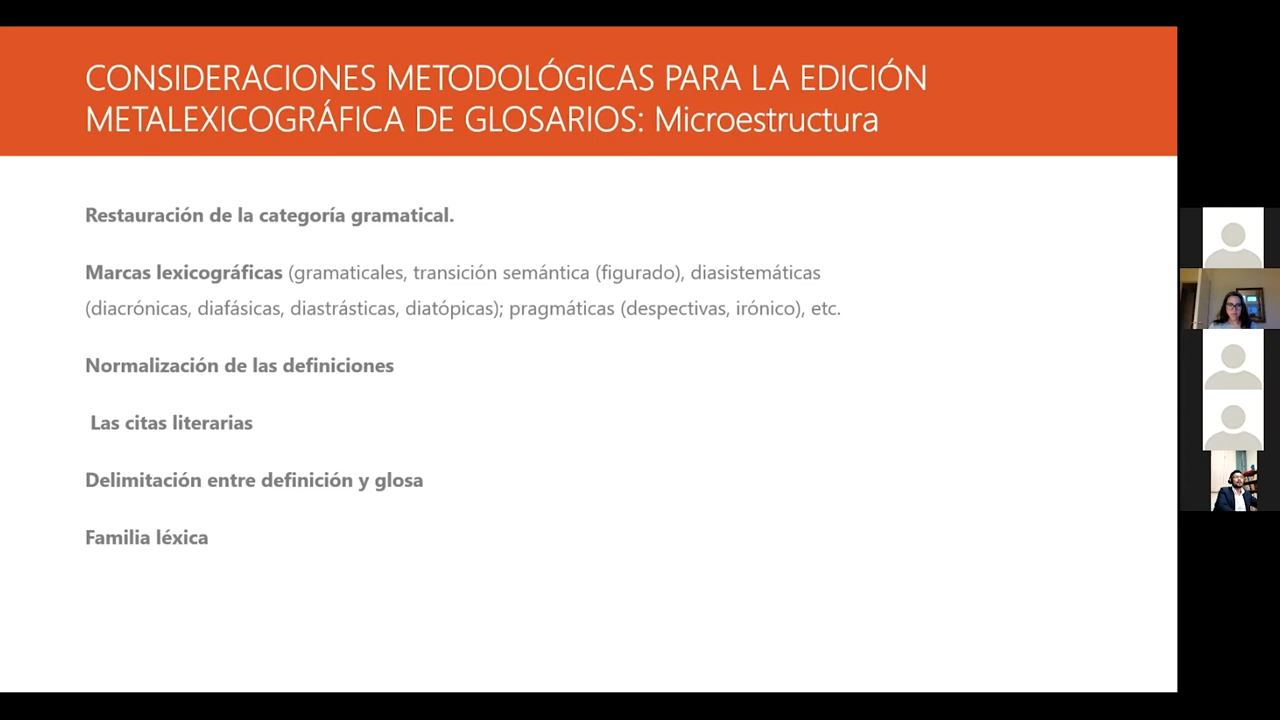 CONSIDERACIONES METODOLÓGICAS PARA LA EDICIÓN
METALEXICOGRÁFICA DE GLOSARIOS: Microestructura
Restauración de la categoría gramatical.
Marcas lexicográficas (gramaticales, transición semántica (figurado), diasistemáticas
(diacrónicas, diafásicas, diastrásticas, diatópicas); pragmáticas (despectivas, irónico), etc.
Normalización de las definiciones
Las citas literarias
Delimitación entre definición y glosa
Familia léxica